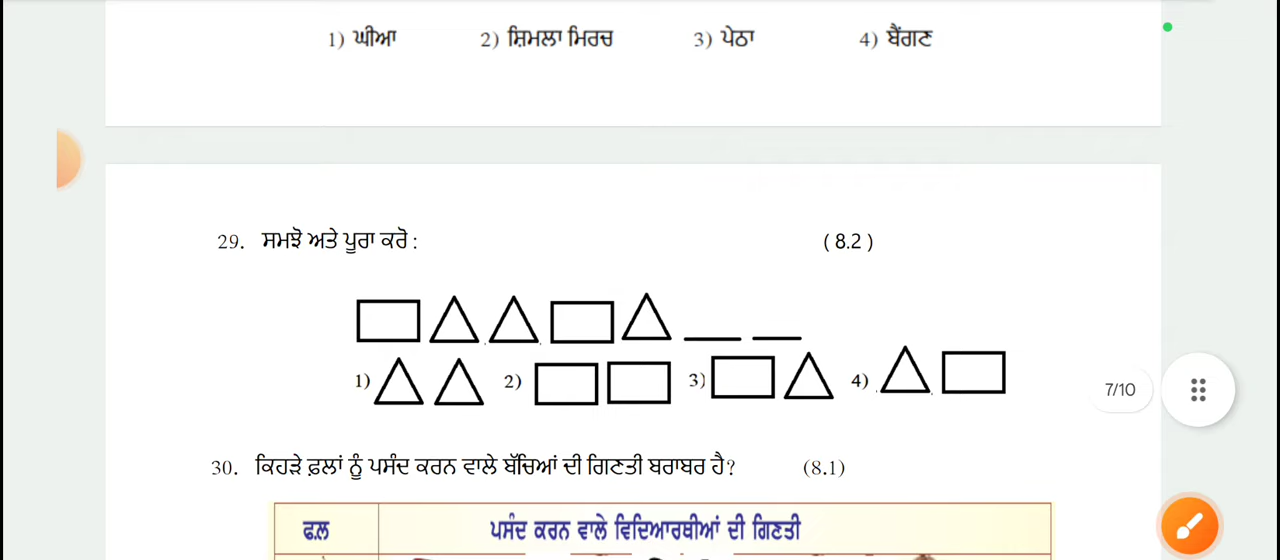 1) ਘੀਆ 2) ਸ਼ਿਮਲਾ ਮਿਰਚ 3) ਪੇਠਾ 4) ਬੈਂਗਣ
29. ਸਮਝੋ ਅਤੇ ਪੂਰਾ ਕਰੋ : ( 8.2 )
1) 2) 3) 4)
7/10
30. ਕਿਹੜੇ ਫ਼ਲਾਂ ਨੂੰ ਪਸੰਦ ਕਰਨ ਵਾਲੇ ਬੱਚਿਆਂ ਦੀ ਗਿਣਤੀ ਬਰਾਬਰ ਹੈ? (8.1)
ਫਲ਼ ਪਸੰਦ ਕਰਨ ਵਾਲੇ ਵਿਦਿਆਰਥੀਆਂ ਦੀ ਗਿਣਤੀ